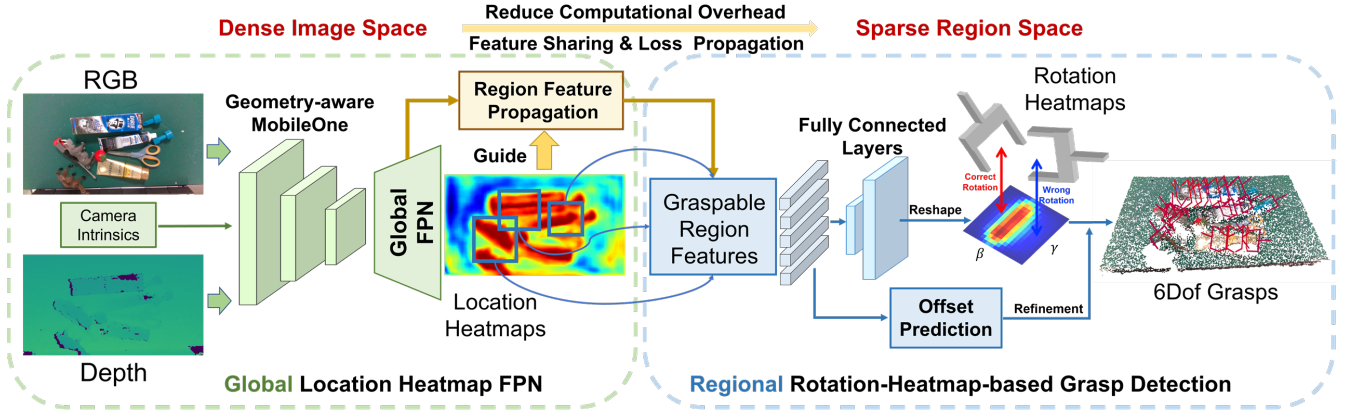 Dense Image Space
Reduce Computational Overhead
Feature Sharing & Loss Propagation
Sparse Region Space
RGB
Geometry-aware
MobileOne
Camera
Intrinsics
Depth
Global
FPN
Region Feature
Propagation
Guide
Location
Heatmaps
Global Location Heatmap FPN
Graspable
Region
Features
Fully Connected
Layers
Reshape
Rotation
Heatmaps
Correct
Rotation
Wrong
Rotation
β
γ
Offset
Prediction
Refinement
6Dof Grasps
Regional Rotation-Heatmap-based Grasp Detection